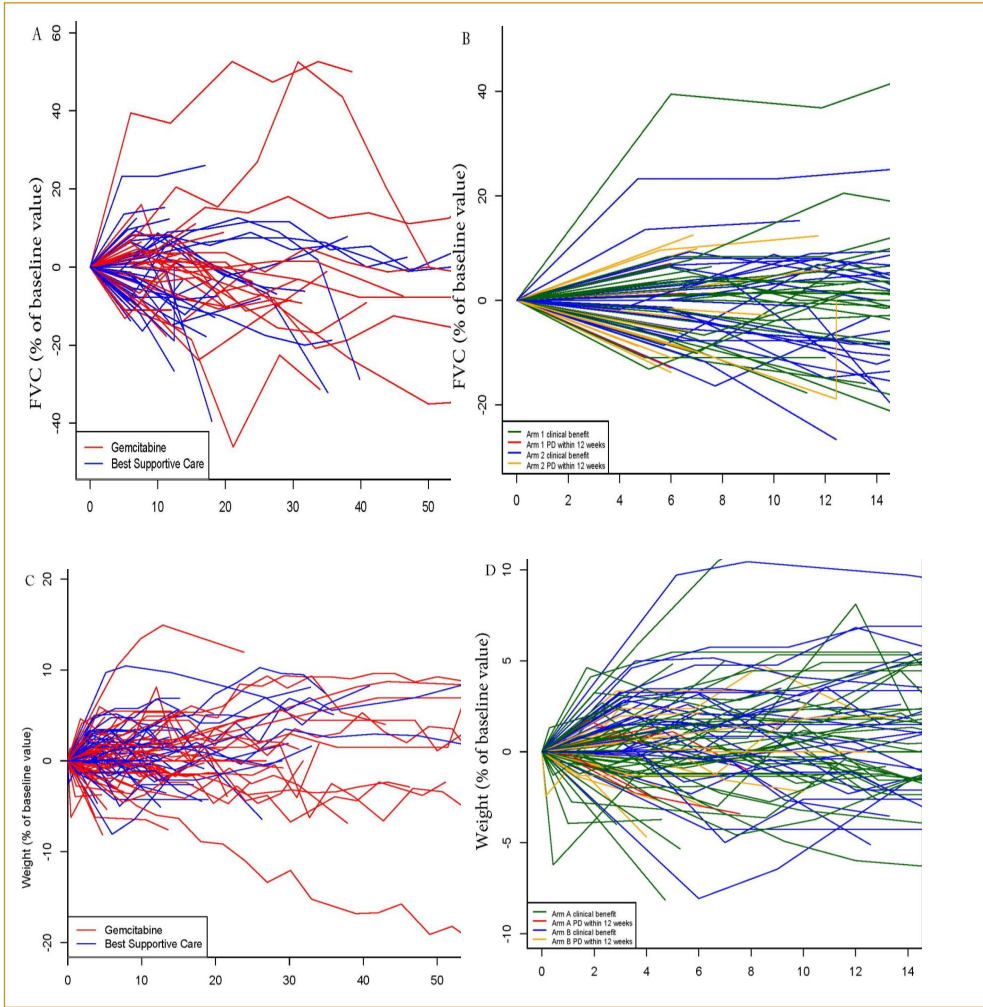 A
FVC (% of baseline value)
60
40
20
0
-20
-40
Gemcitabine
Best Supportive Care
0 10 20 30 40 50
B
FVC (% of baseline value)
40
20
0
-20
Arm 1 clinical benefit
Arm 1 PD within 12 weeks
Arm 2 clinical benefit
Arm 2 PD within 12 weeks
0 2 4 6 8 10 12 14
C
Weight (% of baseline value)
20
10
0
-10
-20
Gemcitabine
Best Supportive Care
0 10 20 30 40 50
D
Weight (% of baseline value)
10
5
0
-5
-10
Arm A clinical benefit
Arm A PD within 12 weeks
Arm B clinical benefit
Arm B PD within 12 weeks
0 2 4 6 8 10 12 14